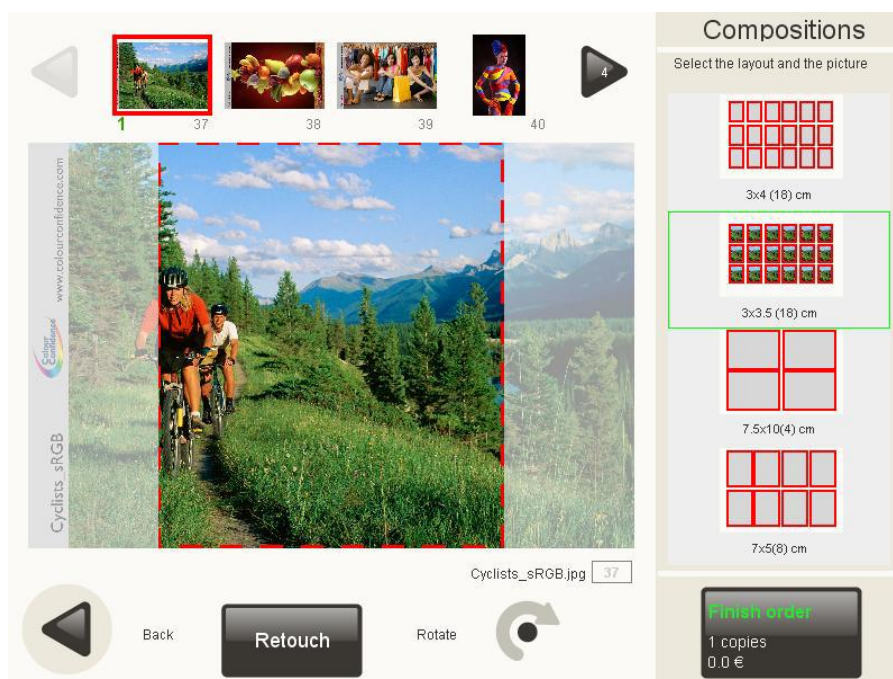 Compositions
Select the layout and the picture
4
1
37
38
39
40
3x4 (18) cm
3x3.5 (18) cm
7.5x10(4) cm
7x5(8) cm
www.colourconfidence.com
Colour
Confidence
Cyclists_sRGB
Cyclists_sRGB.jpg
37
Back
Retouch
Rotate
Finish order
1 copies
0.0 €